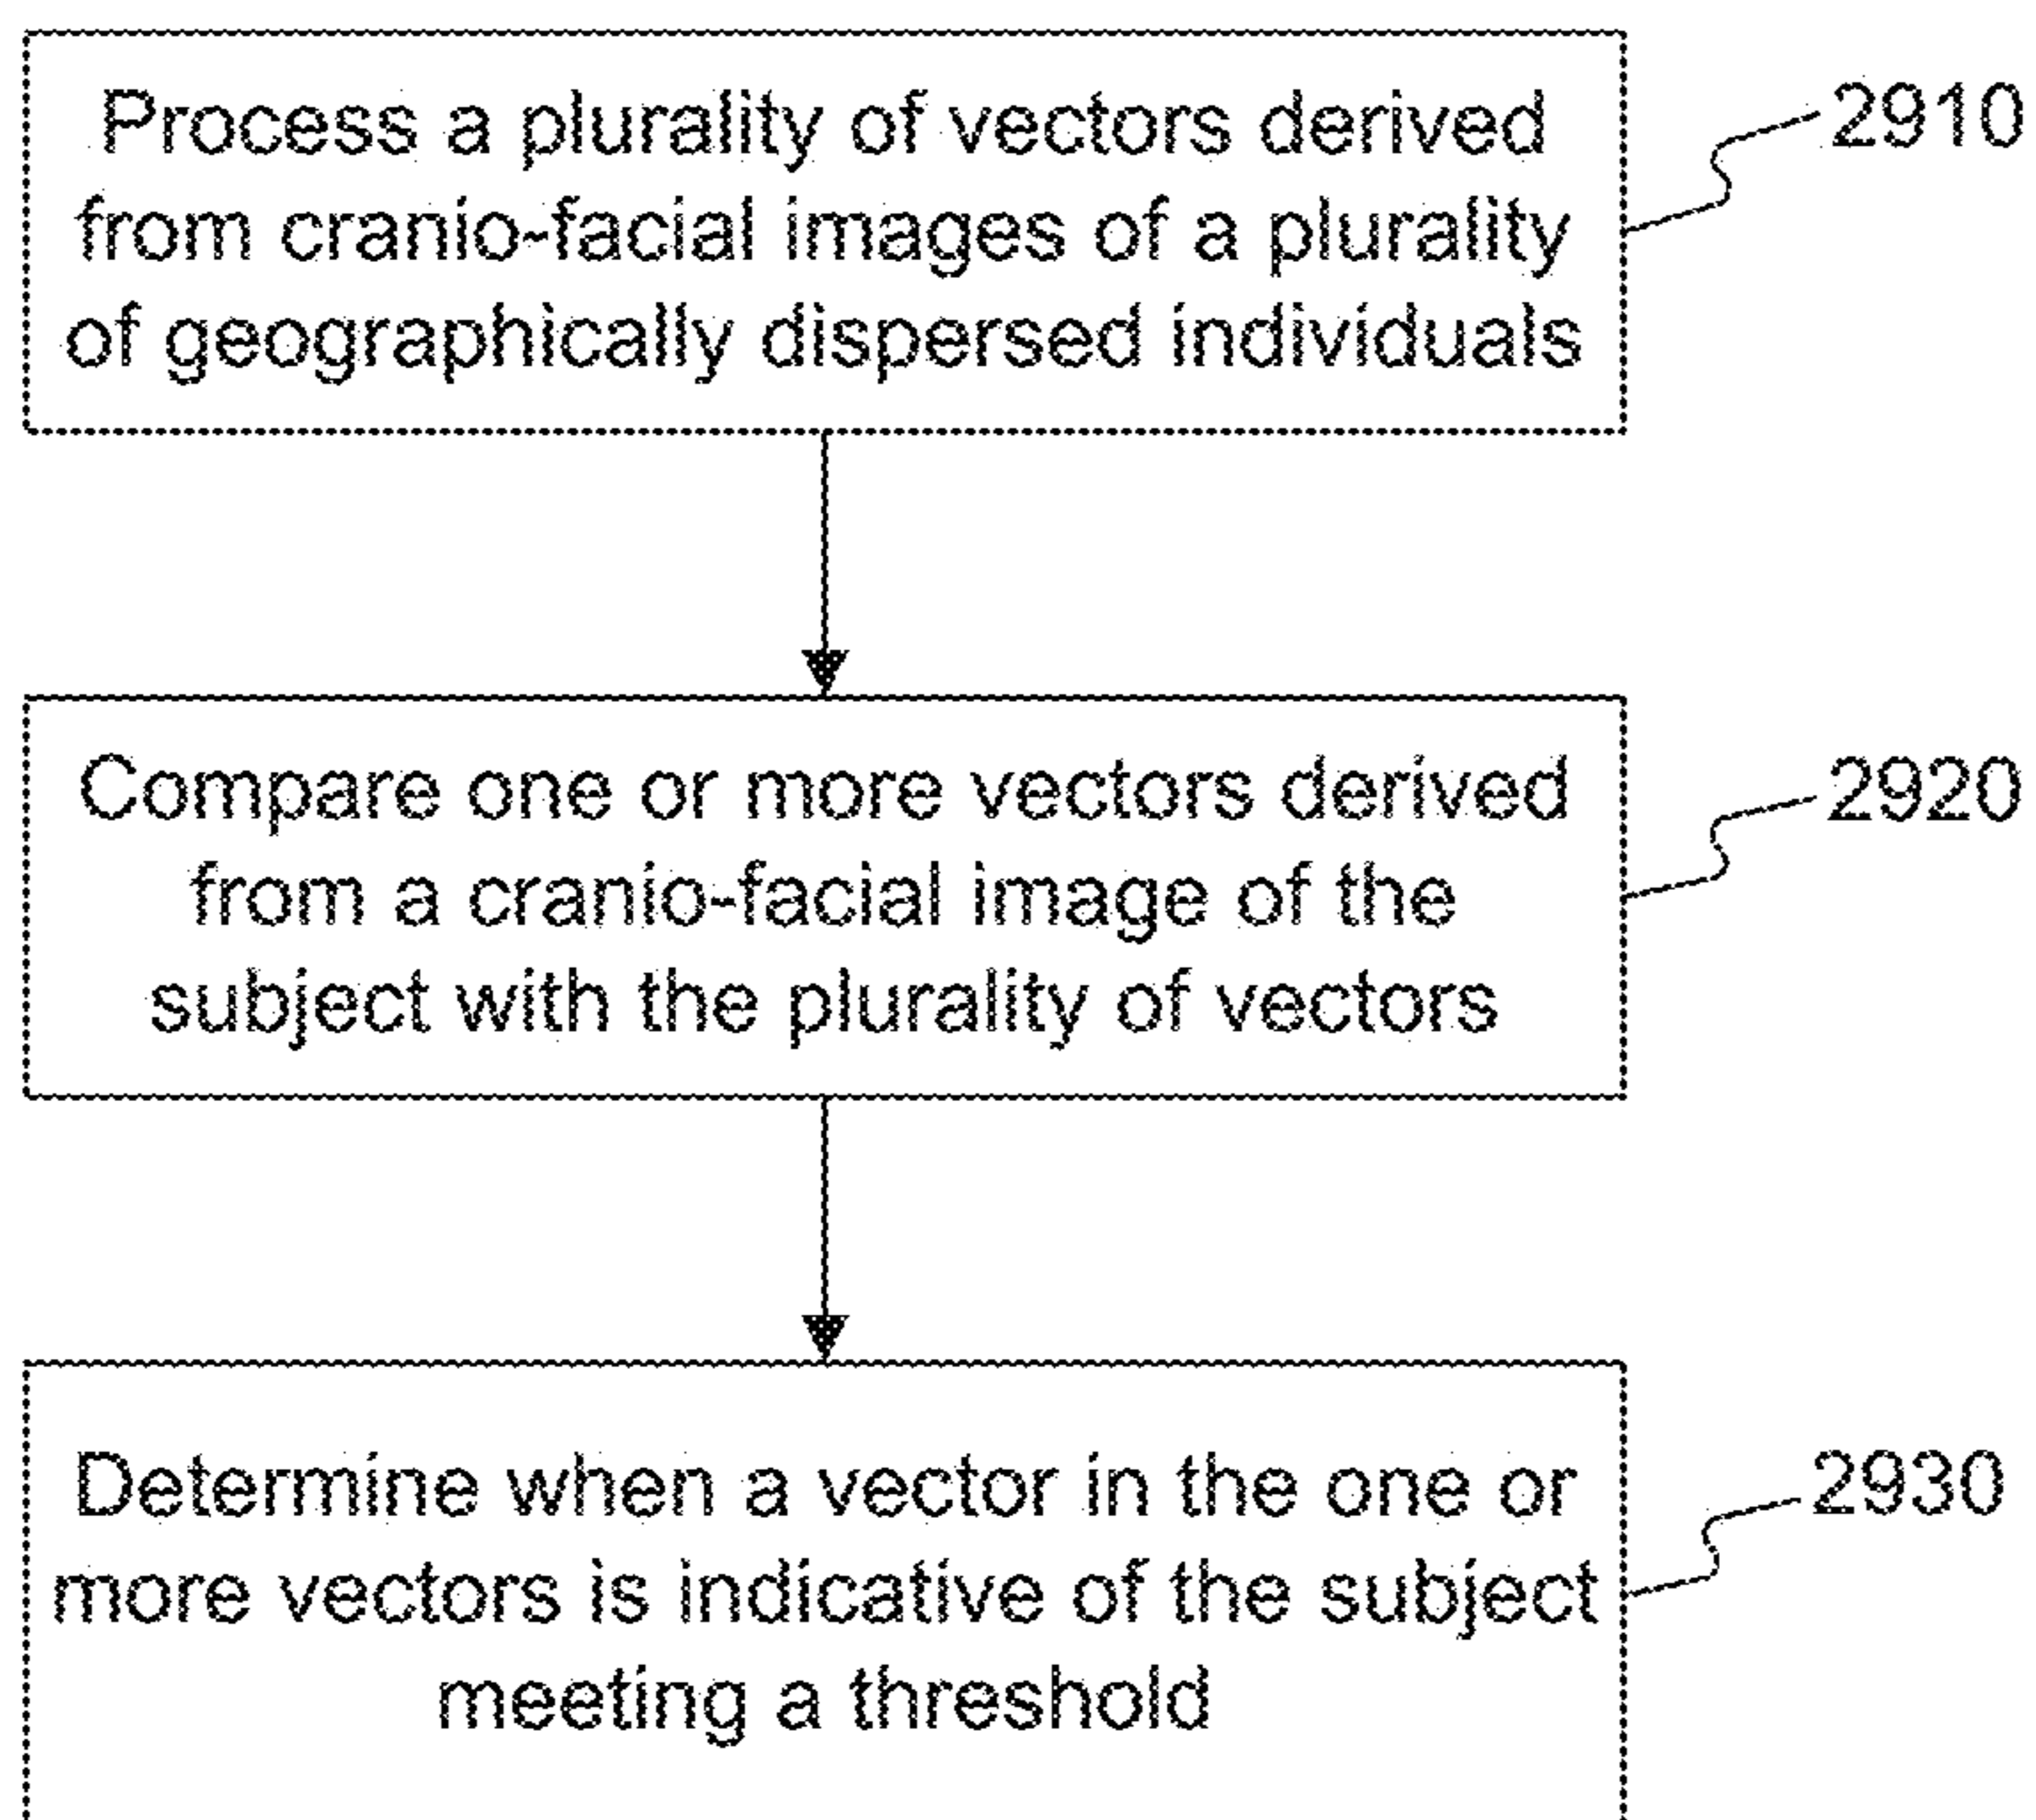 Process a plurality of vectors derived
from cranio-facial images of a plurality
of geographically dispersed individuals
2910
Compare one or more vectors derived
from a cranio-facial image of the
subject with the plurality of vectors
2920
Determine when a vector in the one or
more vectors is indicative of the subject
meeting a threshold
2930